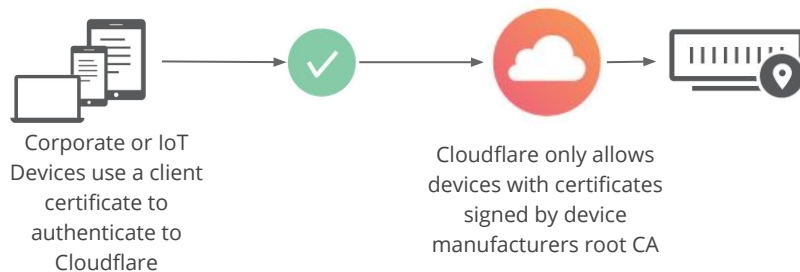 Corporate or IoT
Devices use a client
certificate to
authenticate to
Cloudflare
Cloudflare only allows
devices with certificates
signed by device
manufacturers root CA